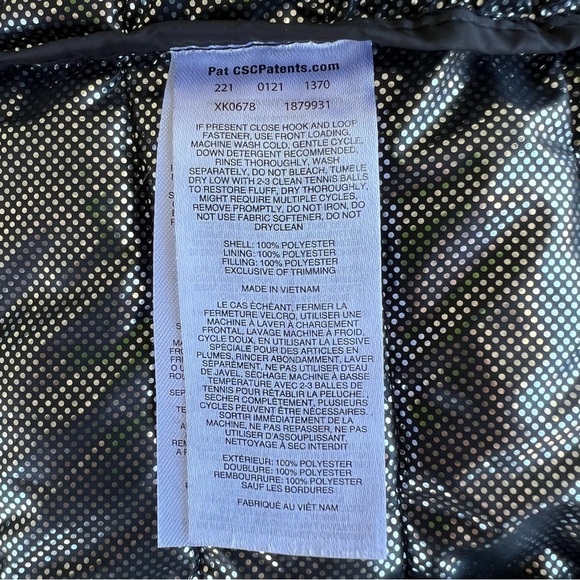 Pat CSCPatents.com
221 0121 1370
XK0678 1879931
IF PRESENT CLOSE HOOK AND LOOP
FASTENER, USE FRONT LOADING,
MACHINE WASH COLD, GENTLE CYCLE,
DOWN DETERGENT RECOMMENDED,
RINSE THOROUGHLY, WASH
SEPARATELY, DO NOT BLEACH, TUMBLE
DRY LOW WITH 2-3 CLEAN TENNIS BALLS
TO RESTORE FLUFF, DRY THOROUGHLY,
MIGHT REQUIRE MULTIPLE CYCLES,
REMOVE PROMPTLY, DO NOT IRON, DO
NOT USE FABRIC SOFTENER, DO NOT
DRYCLEAN
SHELL: 100% POLYESTER
LINING: 100% POLYESTER
FILLING: 100% POLYESTER
EXCLUSIVE OF TRIMMING
MADE IN VIETNAM
LE CAS ÉCHÉANT, FERMER LA
FERMETURE VELCRO, UTILISER UNE
MACHINE À LAVER À CHARGEMENT
FRONTAL, LAVAGE MACHINE À FROID,
CYCLE DOUX, EN UTILISANT LA LESSIVE
SPÉCIALE POUR DES ARTICLES EN
PLUMES, RINCER ABONDAMMENT, LAVER
SÉPARÉMENT, NE PAS UTILISER D'EAU
DE JAVEL, SÈCHAGE MACHINE A BASSE
TEMPÉRATURE AVEC 2-3 BALLES DE
TENNIS POUR RÉTABLIR LA PELUCHE.,
SECHER COMPLÈTEMENT, PLUSIEURS
CYCLES PEUVENT ÊTRE NÉCESSAIRES.
SORTIR IMMÉDIATEMENT DE LA
MACHINE, NE PAS REPASSER, NE PAS
UTILISER D'ASSOUPLISSANT,
NETTOYAGE À SEC INTERDIT
EXTÉRIEUR: 100% POLYESTER
DOUBLURE: 100% POLYESTER
REMBOURRURE: 100% POLYESTER
SAUF LES BORDURES
FABRIQUÉ AU VIÊT NAM